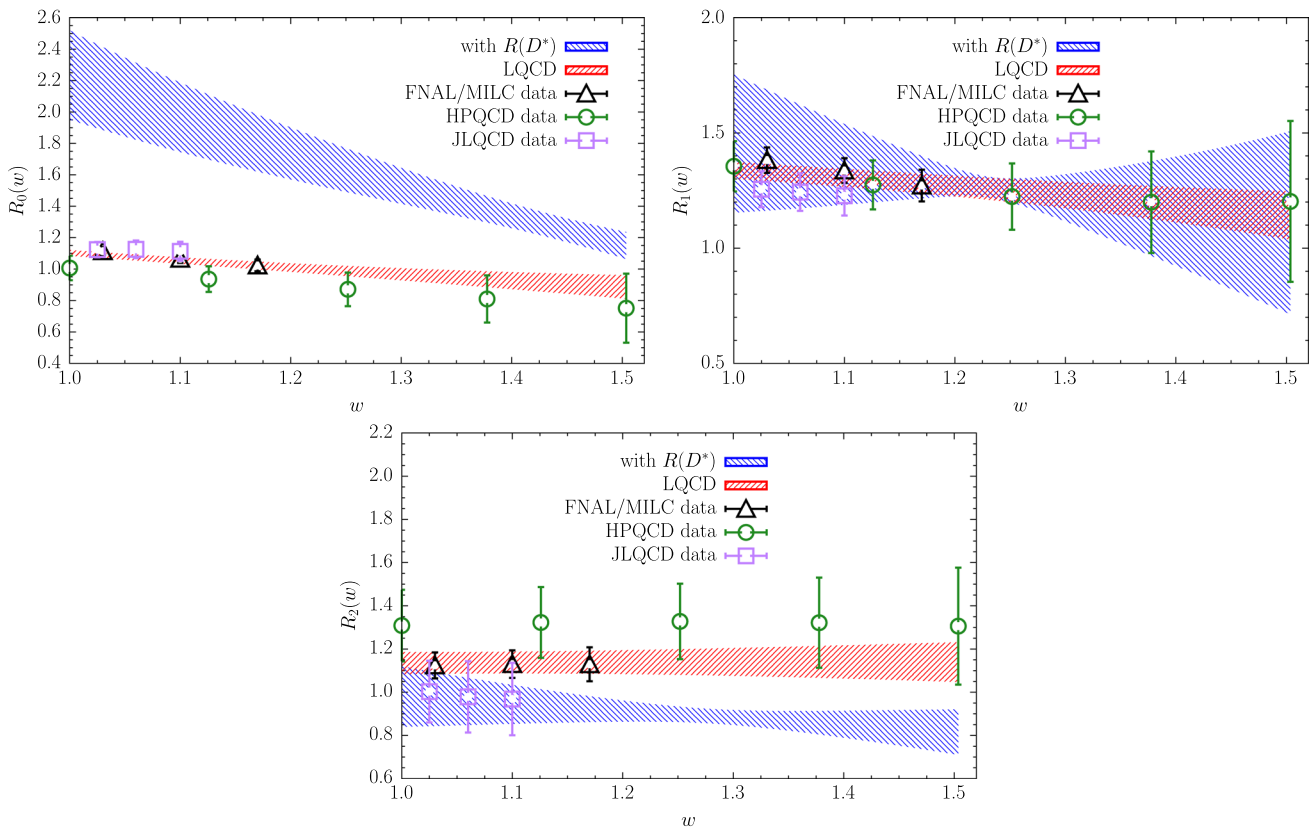 2.6
2.4
2.2
2.0
1.8
1.6
1.4
1.2
1.0
0.8
0.6
0.4
R₀(w)
with R(D*)
LQCD
FNAL/MILC data
HPQCD data
JLQCD data
1.0 1.1 1.2 1.3 1.4 1.5
w
2.0
1.5
1.0
0.5
R₁(w)
with R(D*)
LQCD
FNAL/MILC data
HPQCD data
JLQCD data
1.0 1.1 1.2 1.3 1.4 1.5
w
2.2
2.0
1.8
1.6
1.4
1.2
1.0
0.8
0.6
R₂(w)
with R(D*)
LQCD
FNAL/MILC data
HPQCD data
JLQCD data
1.0 1.1 1.2 1.3 1.4 1.5
w